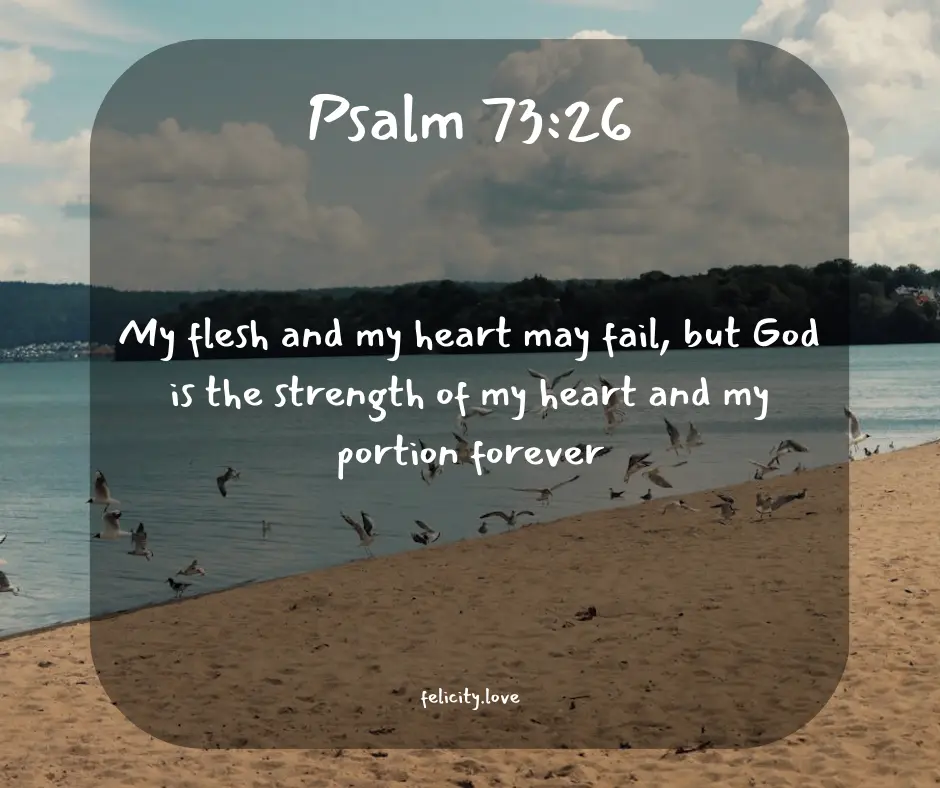 Psalm 73:26
My flesh and my heart may fail, but God
is the strength of my heart and my
portion forever
felicity.love